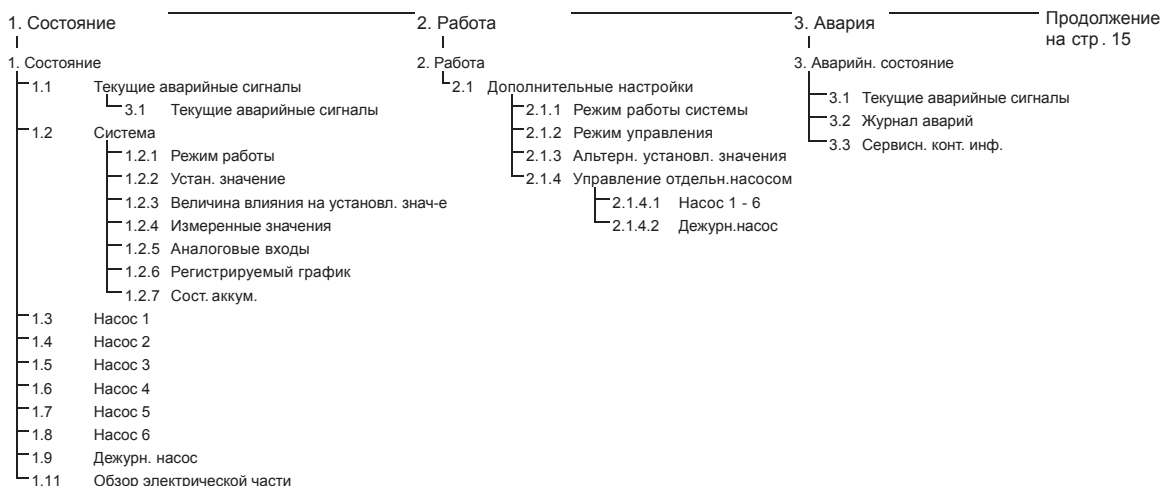 1. Состояние
2. Работа
3. Авария
Продолжение
на стр. 15
1. Состояние
1.1 Текущие аварийные сигналы
3.1 Текущие аварийные сигналы
1.2 Система
1.2.1 Режим работы
1.2.2 Устан. значение
1.2.3 Величина влияния на установл. знач-е
1.2.4 Измеренные значения
1.2.5 Аналоговые входы
1.2.6 Регистрируемый график
1.2.7 Сост. аккум.
1.3 Насос 1
1.4 Насос 2
1.5 Насос 3
1.6 Насос 4
1.7 Насос 5
1.8 Насос 6
1.9 Дежурн. насос
1.11 Обзор электрической части
2. Работа
2.1 Дополнительные настройки
2.1.1 Режим работы системы
2.1.2 Режим управления
2.1.3 Альтерн. установл. значения
2.1.4 Управление отдельн.насосом
2.1.4.1 Насос 1 - 6
2.1.4.2 Дежурн.насос
3. Аварийн. состояние
3.1 Текущие аварийные сигналы
3.2 Журнал аварий
3.3 Сервисн. конт. инф.